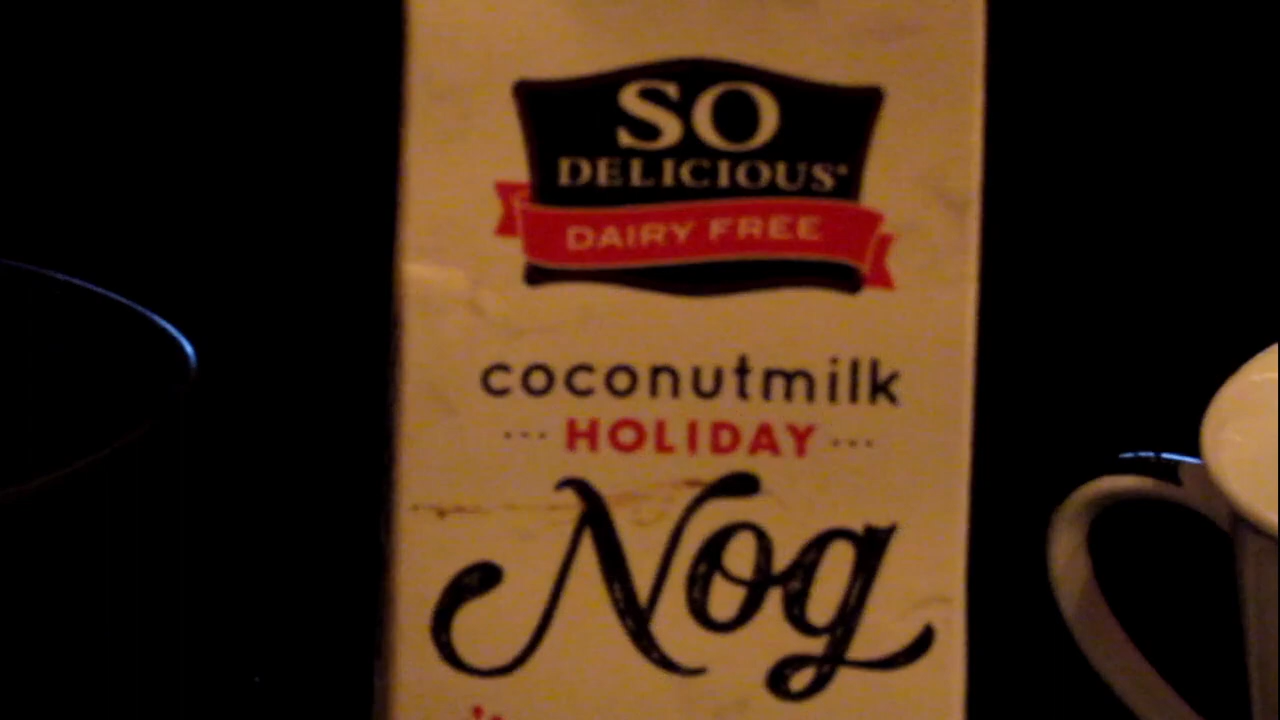 SO
DELICIOUS
DAIRY FREE
coconutmilk
HOLIDAY
Nog